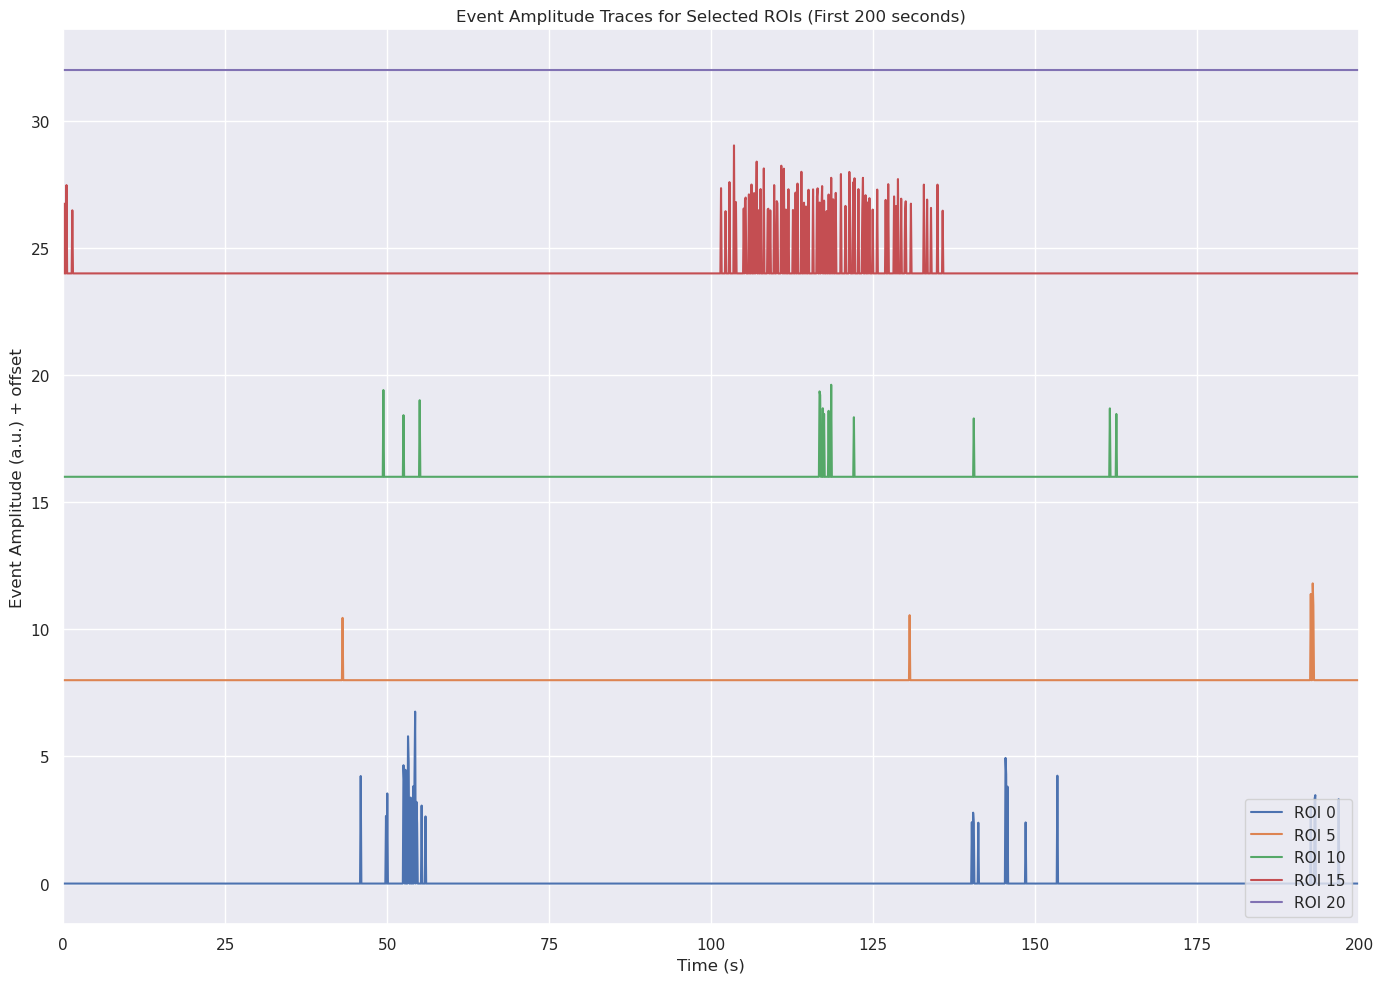 Event Amplitude Traces for Selected ROIs (First 200 seconds)
Event Amplitude (a.u.) + offset
30
25
20
15
10
5
0
ROI 0
ROI 5
ROI 10
ROI 15
ROI 20
0 25 50 75 100 125 150 175 200
Time (s)